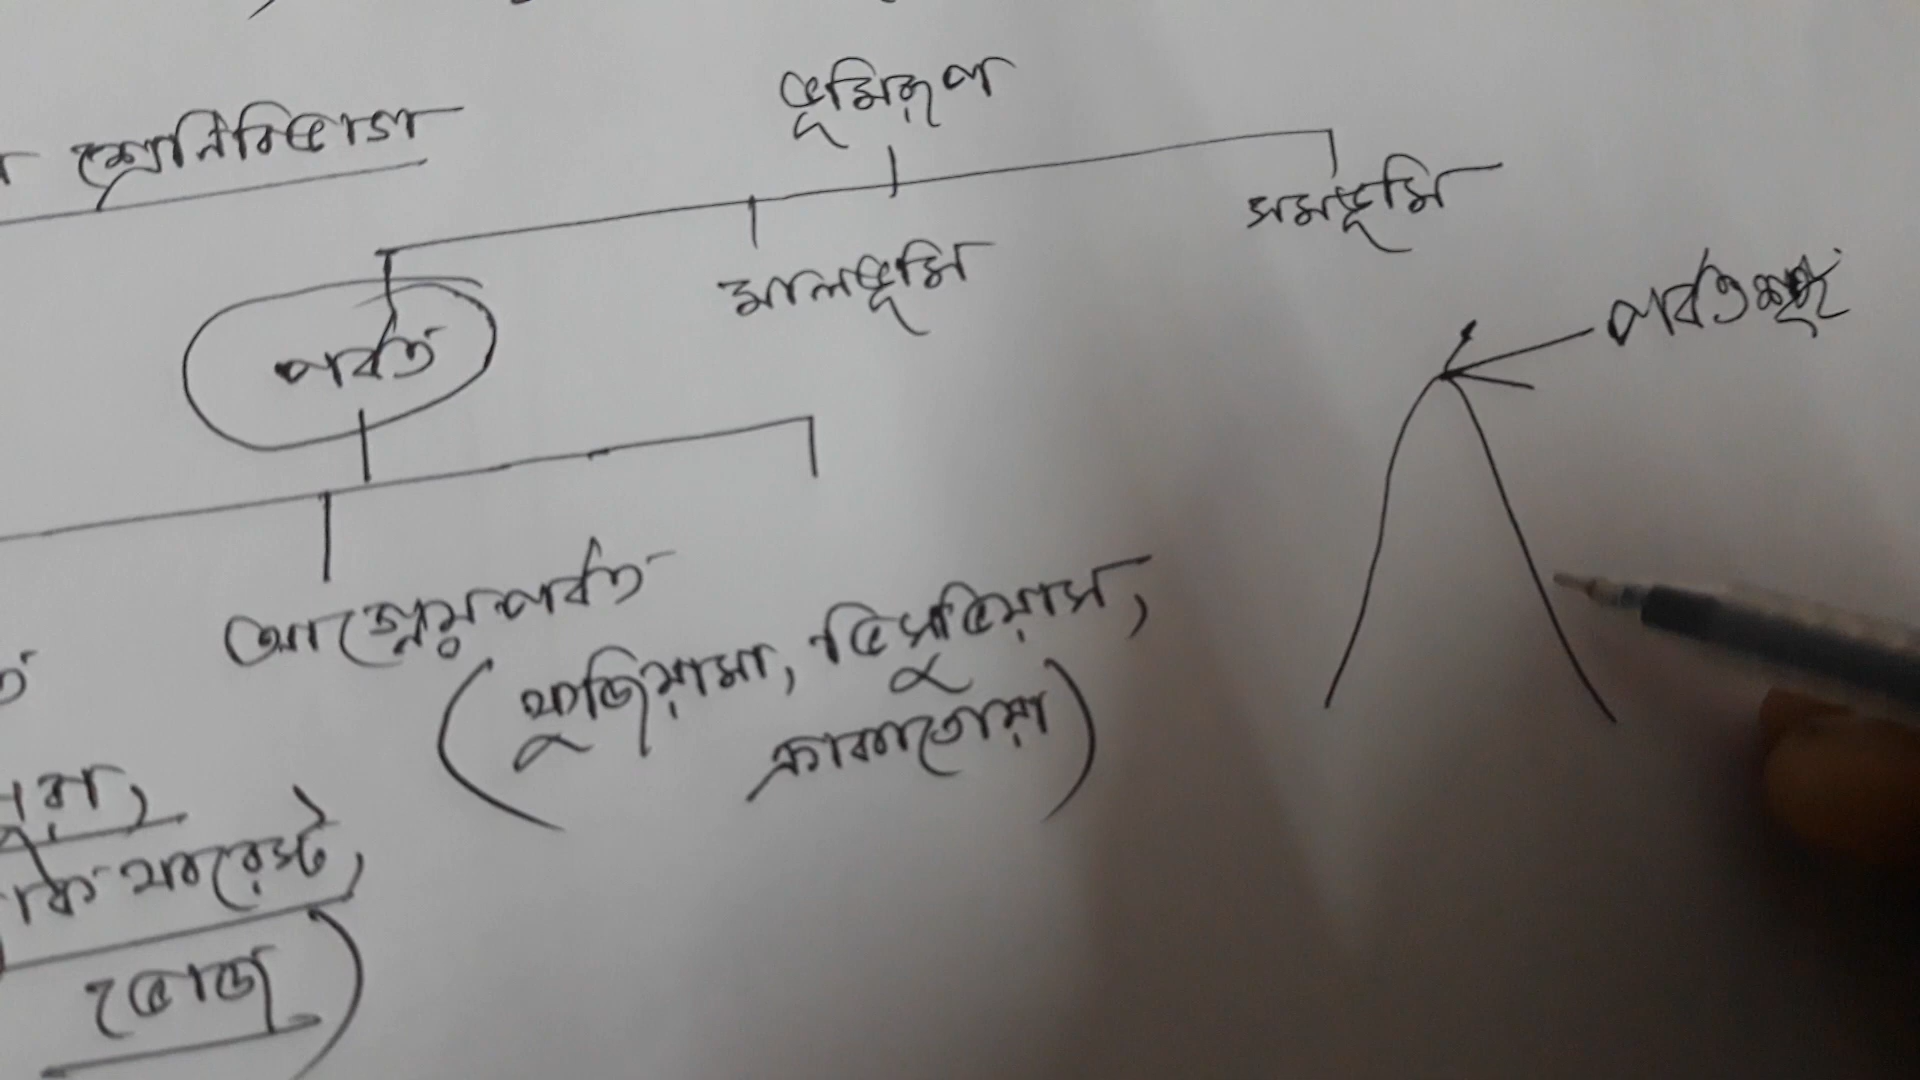 শ্রেনিবিভাগ
ভূমিরূপ
সমভূমি
মালভূমি
পর্বত
পর্বতশৃঙ্গ
আগ্নেয়পর্বত
(ফুজিয়ামা, ভিসুভিয়াস,
ক্রাকাতোয়া)
ভোজ)